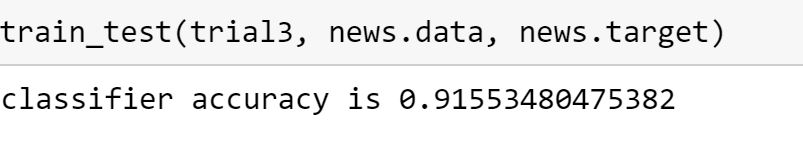 train_test(trial3, news.data, news.target)
classifier accuracy is 0.91553480475382